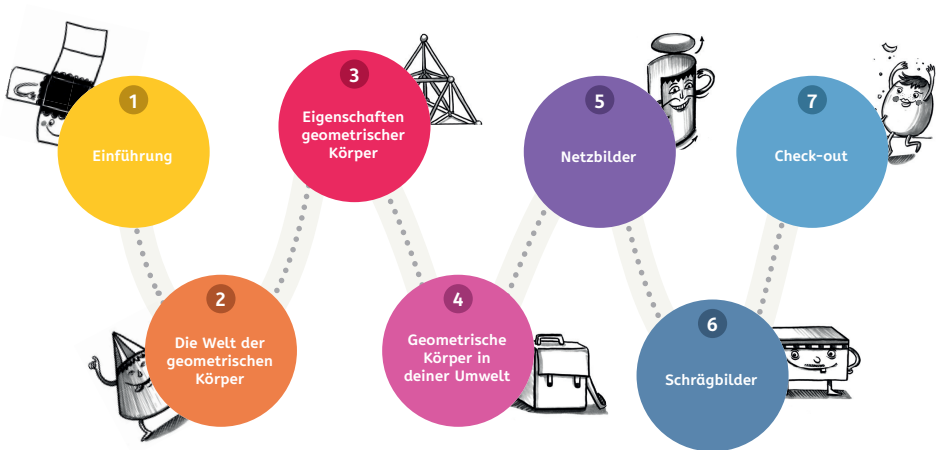 1
Einführung
2
Die Welt der
geometrischen
Körper
3
Eigenschaften
geometrischer
Körper
4
Geometrische
Körper in
deiner Umwelt
5
Netzbilder
6
Schrägbilder
7
Check-out